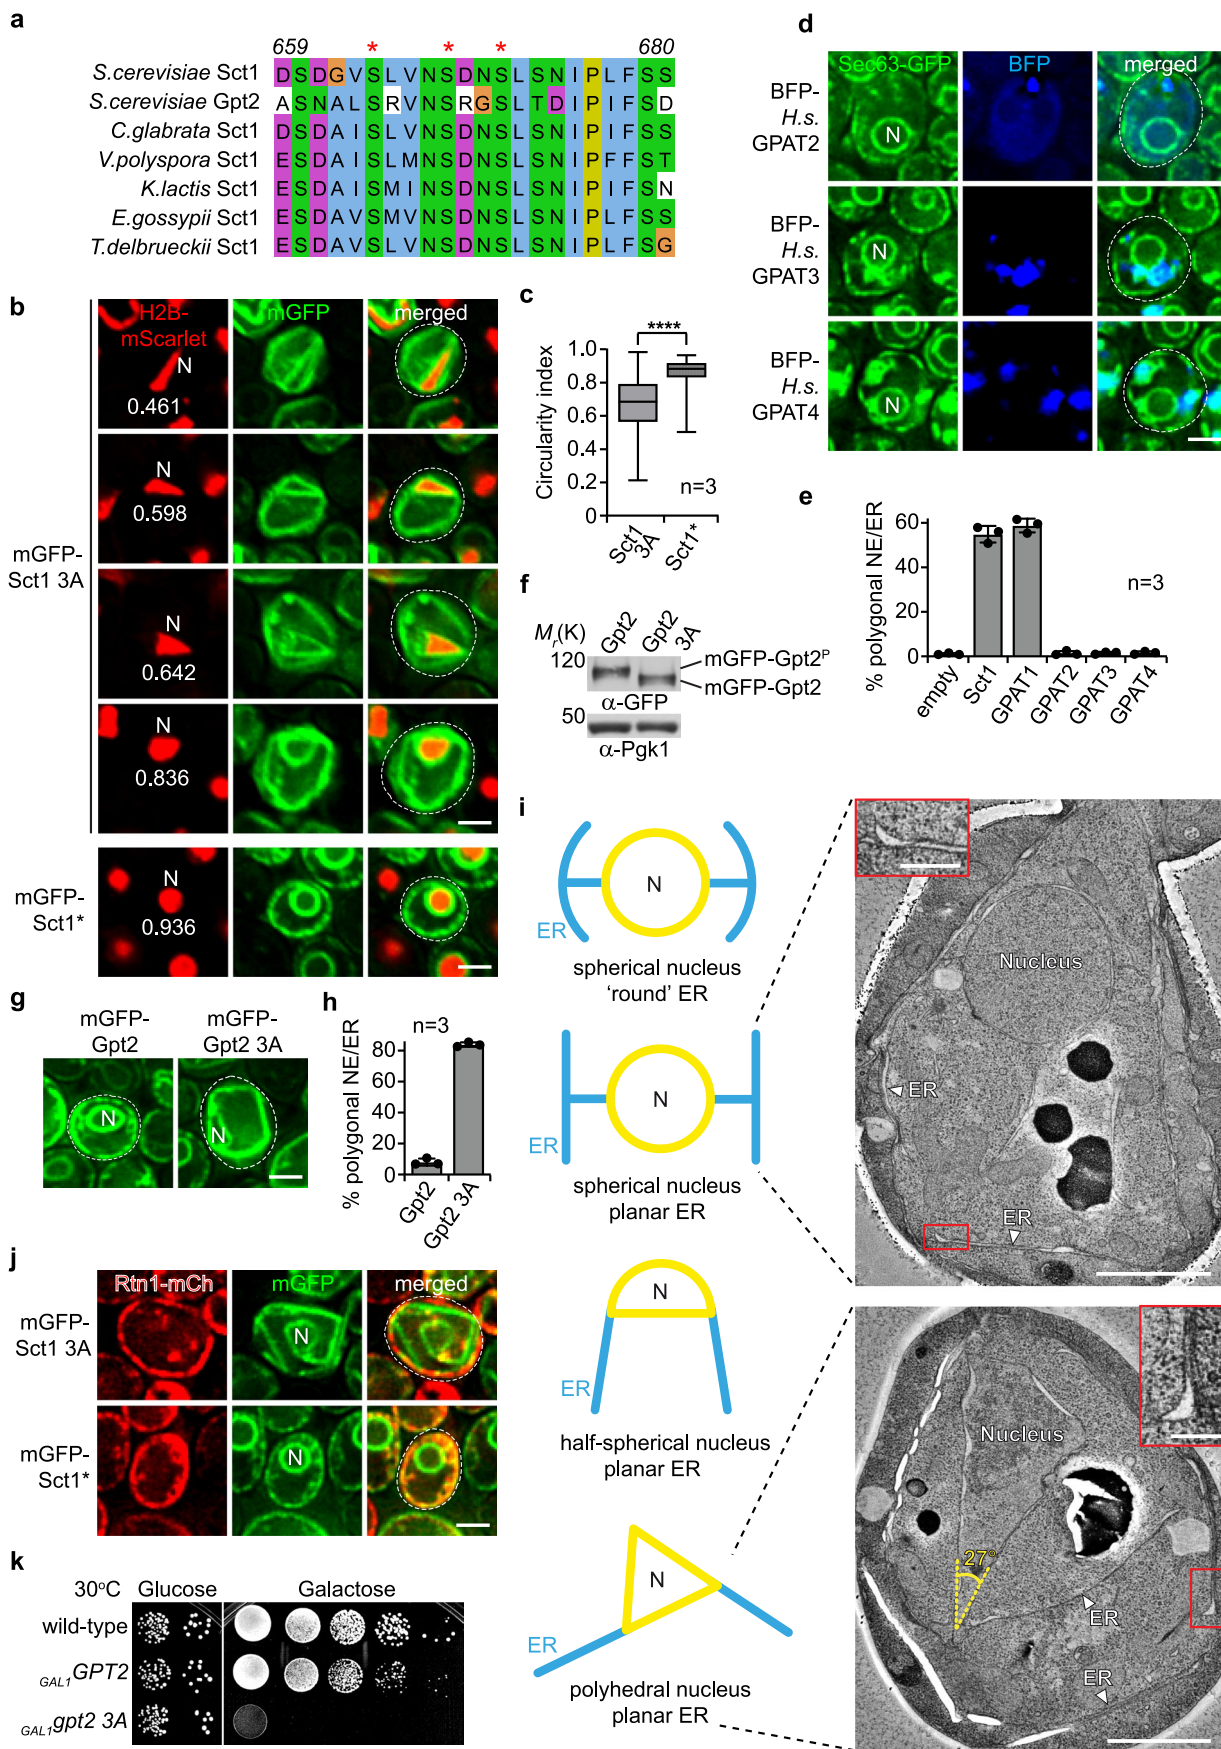 a
659 * * * 680
S.cerevisiae Sct1 DSDGVSLVNSDNSLSNIPLFSS
S.cerevisiae Gpt2 ASNALSRVNSRGSLTDIPIFSD
C.glabrata Sct1 DSDAISLVNSDNSLSNIPLFSS
V.polyspora Sct1 ESDAISLMNSDNSLSNIPFFST
K.lactis Sct1 ESDAISMINSDNSLSNIPLFSN
E.gossypii Sct1 ESDAVSMVNSDNSLSNIPLFSS
T.delbrueckii Sct1 ESDAVSLVNSDNSLSNIPLFSG
b
H2B-
mScarlet
mGFP
merged
mGFP-
Sct1 3A
N
0.461
N
0.598
N
0.642
N
0.836
mGFP-
Sct1*
N
0.936
c
****
Circularity index
1.0
0.8
0.6
0.4
0.2
0
n=3
Sct1
3A
Sct1*
d
Sec63-GFP
BFP
merged
BFP-
H.s.
GPAT2
N
BFP-
H.s.
GPAT3
N
BFP-
H.s.
GPAT4
N
e
% polygonal NE/ER
60
40
20
0
n=3
empty
Sct1
GPAT1
GPAT2
GPAT3
GPAT4
f
Mr(K)
Gpt2
Gpt2
3A
120
mGFP-Gpt2P
mGFP-Gpt2
α-GFP
50
α-Pgk1
g
mGFP-
Gpt2
mGFP-
Gpt2 3A
N
N
h
% polygonal NE/ER
n=3
80
60
40
20
0
Gpt2
Gpt2 3A
i
N
ER
spherical nucleus
‘round’ ER
N
ER
spherical nucleus
planar ER
N
ER
half-spherical nucleus
planar ER
N
ER
polyhedral nucleus
planar ER
Nucleus
ER
ER
Nucleus
27°
ER
ER
j
Rtn1-mCh
mGFP
merged
mGFP-
Sct1 3A
N
mGFP-
Sct1*
N
k
30°C Glucose Galactose
wild-type
GAL1GPT2
GAL1gpt2 3A